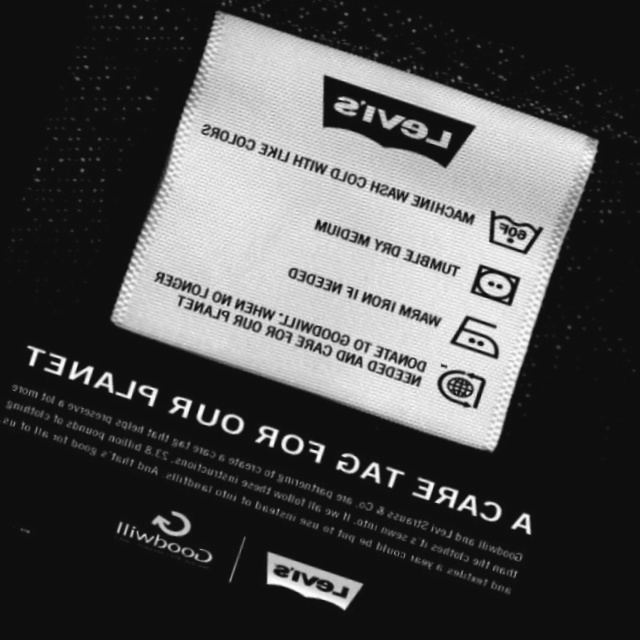 LEVI'S
60F
MACHINE WASH COLD WITH LIKE COLORS
TUMBLE DRY MEDIUM
WARM IRON IF NEEDED
DONATE TO GOODWILL™ WHEN NO LONGER
NEEDED AND CARE FOR OUR PLANET
A CARE TAG FOR OUR PLANET
Goodwill and Levi Strauss & Co. are partnering to create a care tag that helps preserve a lot more
than the clothes it's sewn into. If we all follow these instructions, 23.8 billion pounds of clothing
and textiles a year could be put to use instead of into landfills. And that's good for all of us
LEVI'S
Goodwill